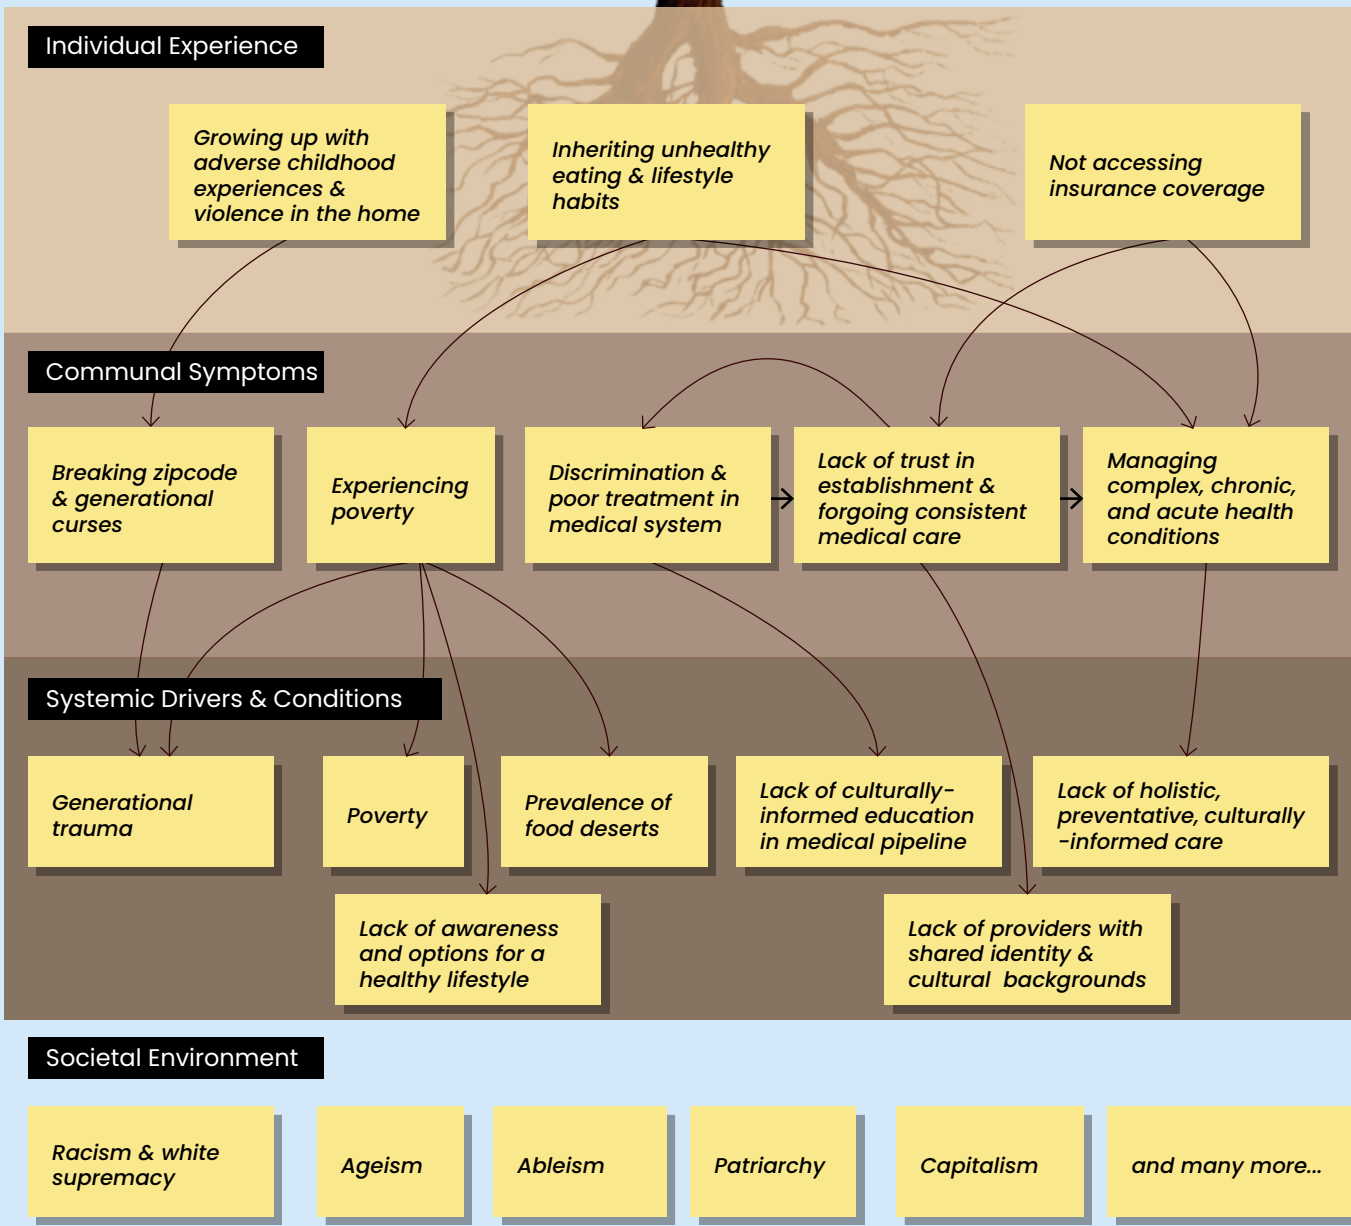 Individual Experience
Growing up with
adverse childhood
experiences &
violence in the home
Inheriting unhealthy
eating & lifestyle
habits
Not accessing
insurance coverage
Communal Symptoms
Breaking zipcode
& generational
curses
Experiencing
poverty
Discrimination &
poor treatment in
medical system
Lack of trust in
establishment &
forgoing consistent
medical care
Managing
complex, chronic,
and acute health
conditions
Systemic Drivers & Conditions
Generational
trauma
Poverty
Prevalence of
food deserts
Lack of culturally-
informed education
in medical pipeline
Lack of holistic,
preventative, culturally
-informed care
Lack of awareness
and options for a
healthy lifestyle
Lack of providers with
shared identity &
cultural  backgrounds
Societal Environment
Racism & white
supremacy
Ageism
Ableism
Patriarchy
Capitalism
and many more...